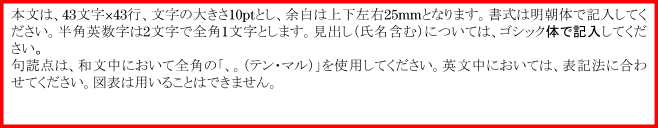 本文は、43文字×43行、文字の大きさ10ptとし、余白は上下左右25mmとなります。書式は明朝体で記入してく
ださい。半角英数字は2文字で全角1文字とします。見出し（氏名含む）については、ゴシック体で記入してくだ
さい。
句読点は、和文中において全角の「、。（テン・マル）」を使用してください。英文中においては、表記法に合わ
せてください。図表は用いることはできません。